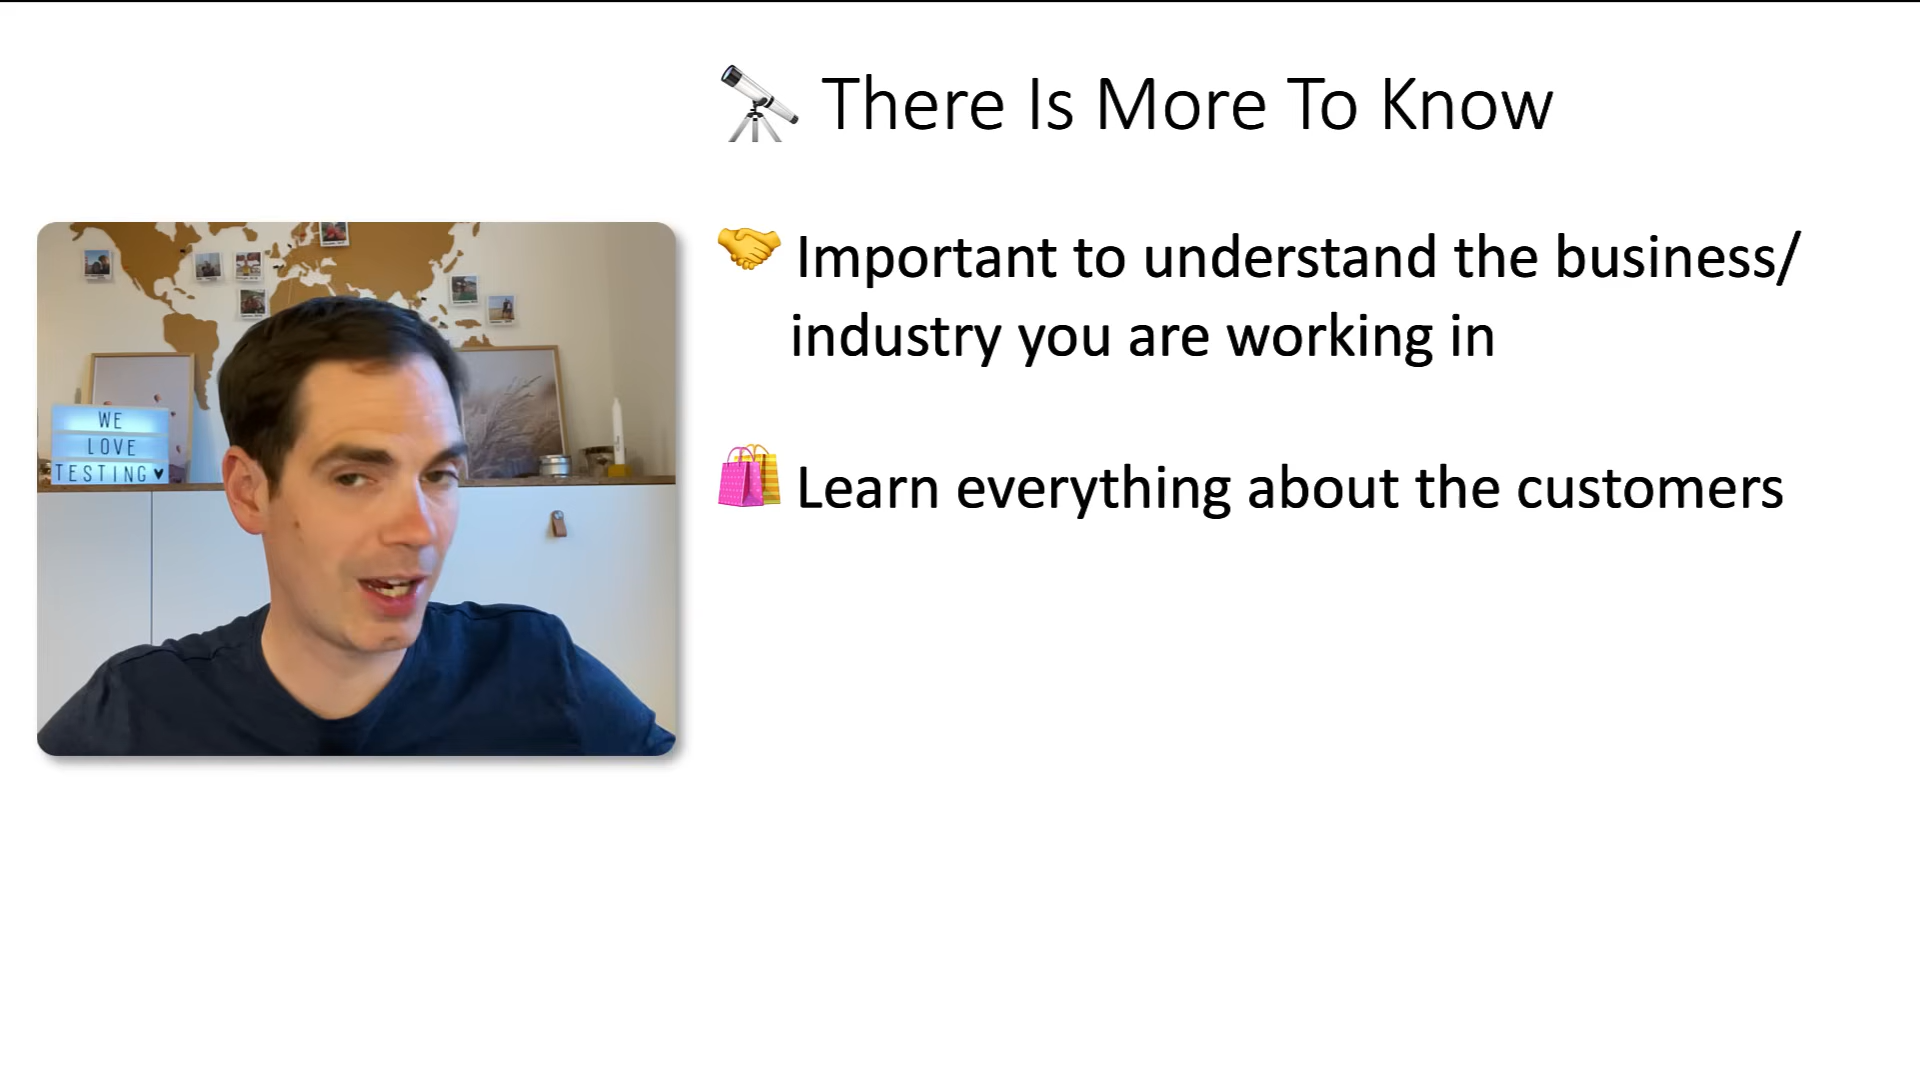 There Is More To Know
Important to understand the business/
industry you are working in
Learn everything about the customers
WE
LOVE
TESTING♥